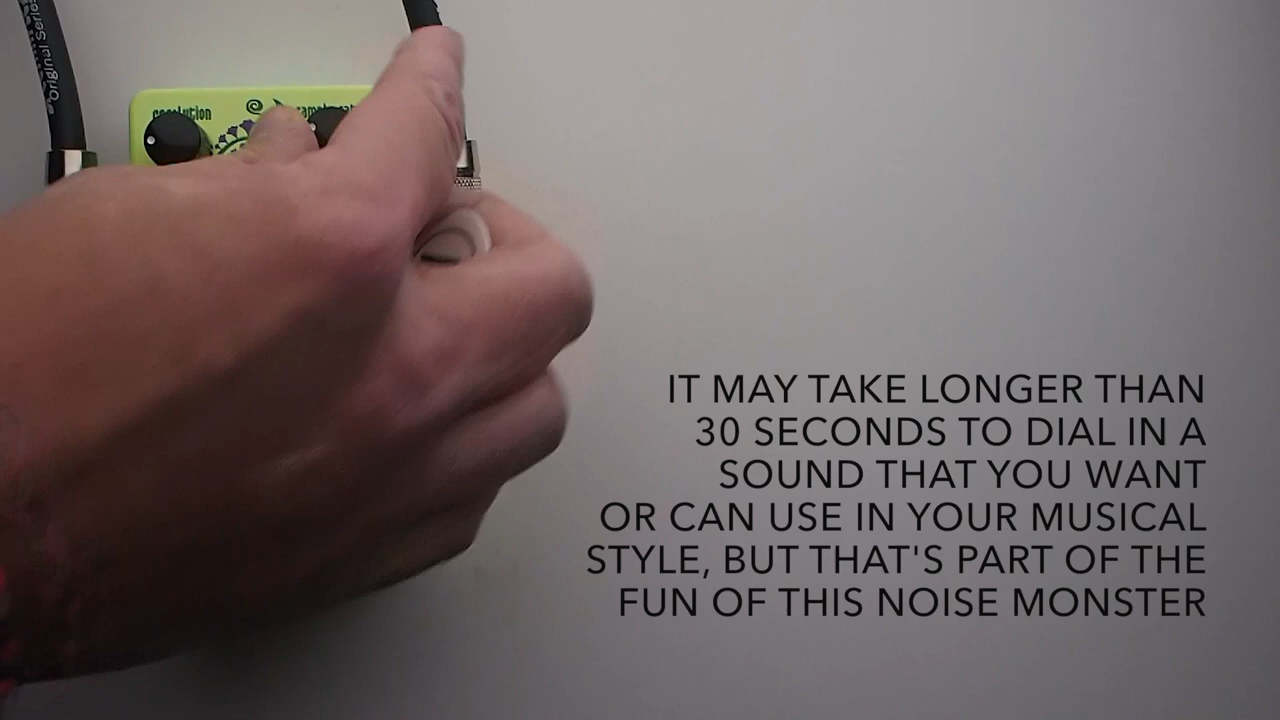 Original Series
resolution
IT MAY TAKE LONGER THAN
30 SECONDS TO DIAL IN A
SOUND THAT YOU WANT
OR CAN USE IN YOUR MUSICAL
STYLE, BUT THAT'S PART OF THE
FUN OF THIS NOISE MONSTER